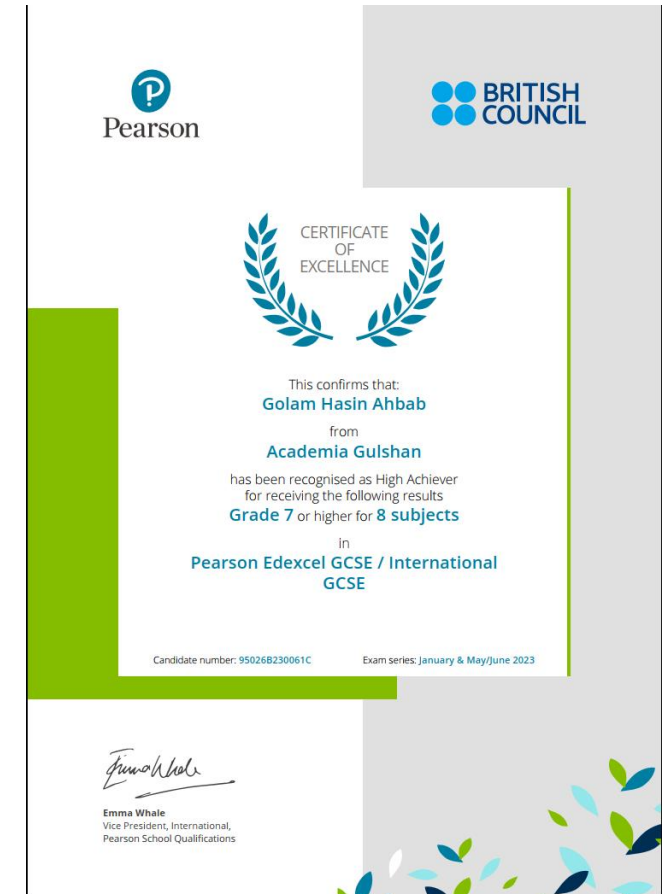 Pearson
BRITISH
COUNCIL
CERTIFICATE
OF
EXCELLENCE
This confirms that:
Golam Hasin Ahbab
from
Academia Gulshan
has been recognised as High Achiever
for receiving the following results
Grade 7 or higher for 8 subjects
in
Pearson Edexcel GCSE / International
GCSE
Candidate number: 95026B230061C
Exam series: January & May/June 2023
Emma Whale
Emma Whale
Vice President, International,
Pearson School Qualifications